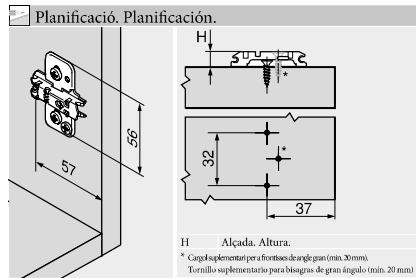 Planificació. Planificación.
H
*
56
57
*
32
37
H Alçada. Altura.
* Cargol suplementari per a frontisses de angle gran (min. 20 mm).
Tornillo suplementario para bisagras de gran ángulo (min. 20 mm)